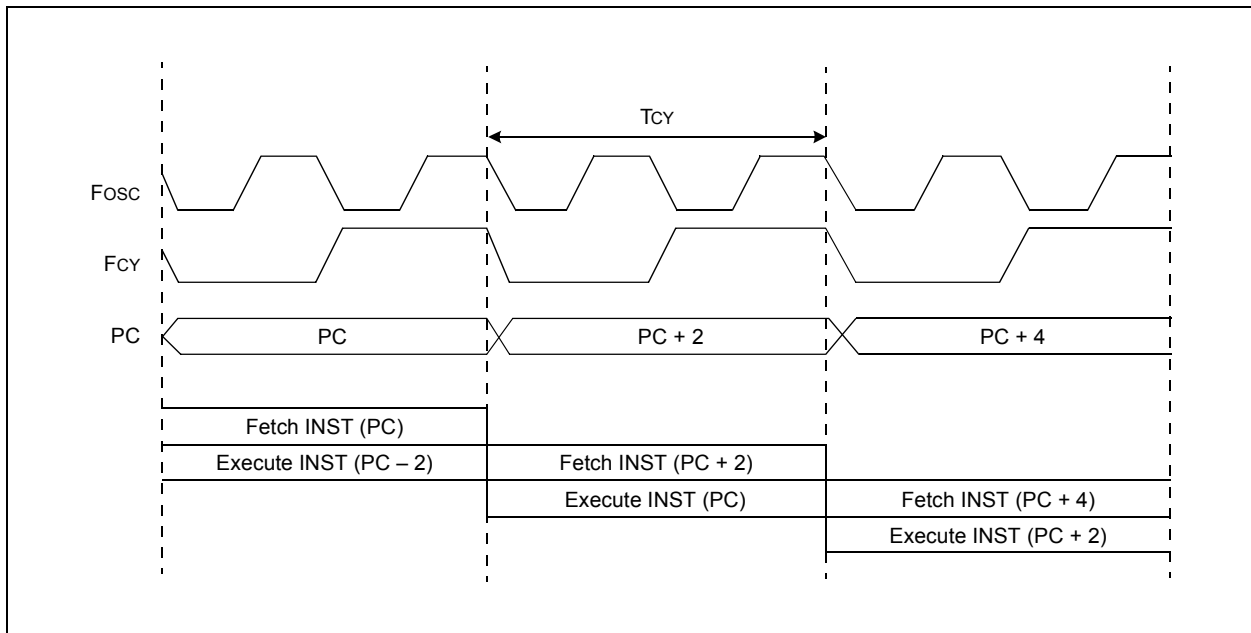 TCY
FOSC
FCY
PC
PC
PC + 2
PC + 4
Fetch INST (PC)
Execute INST (PC – 2)
Fetch INST (PC + 2)
Execute INST (PC)
Fetch INST (PC + 4)
Execute INST (PC + 2)